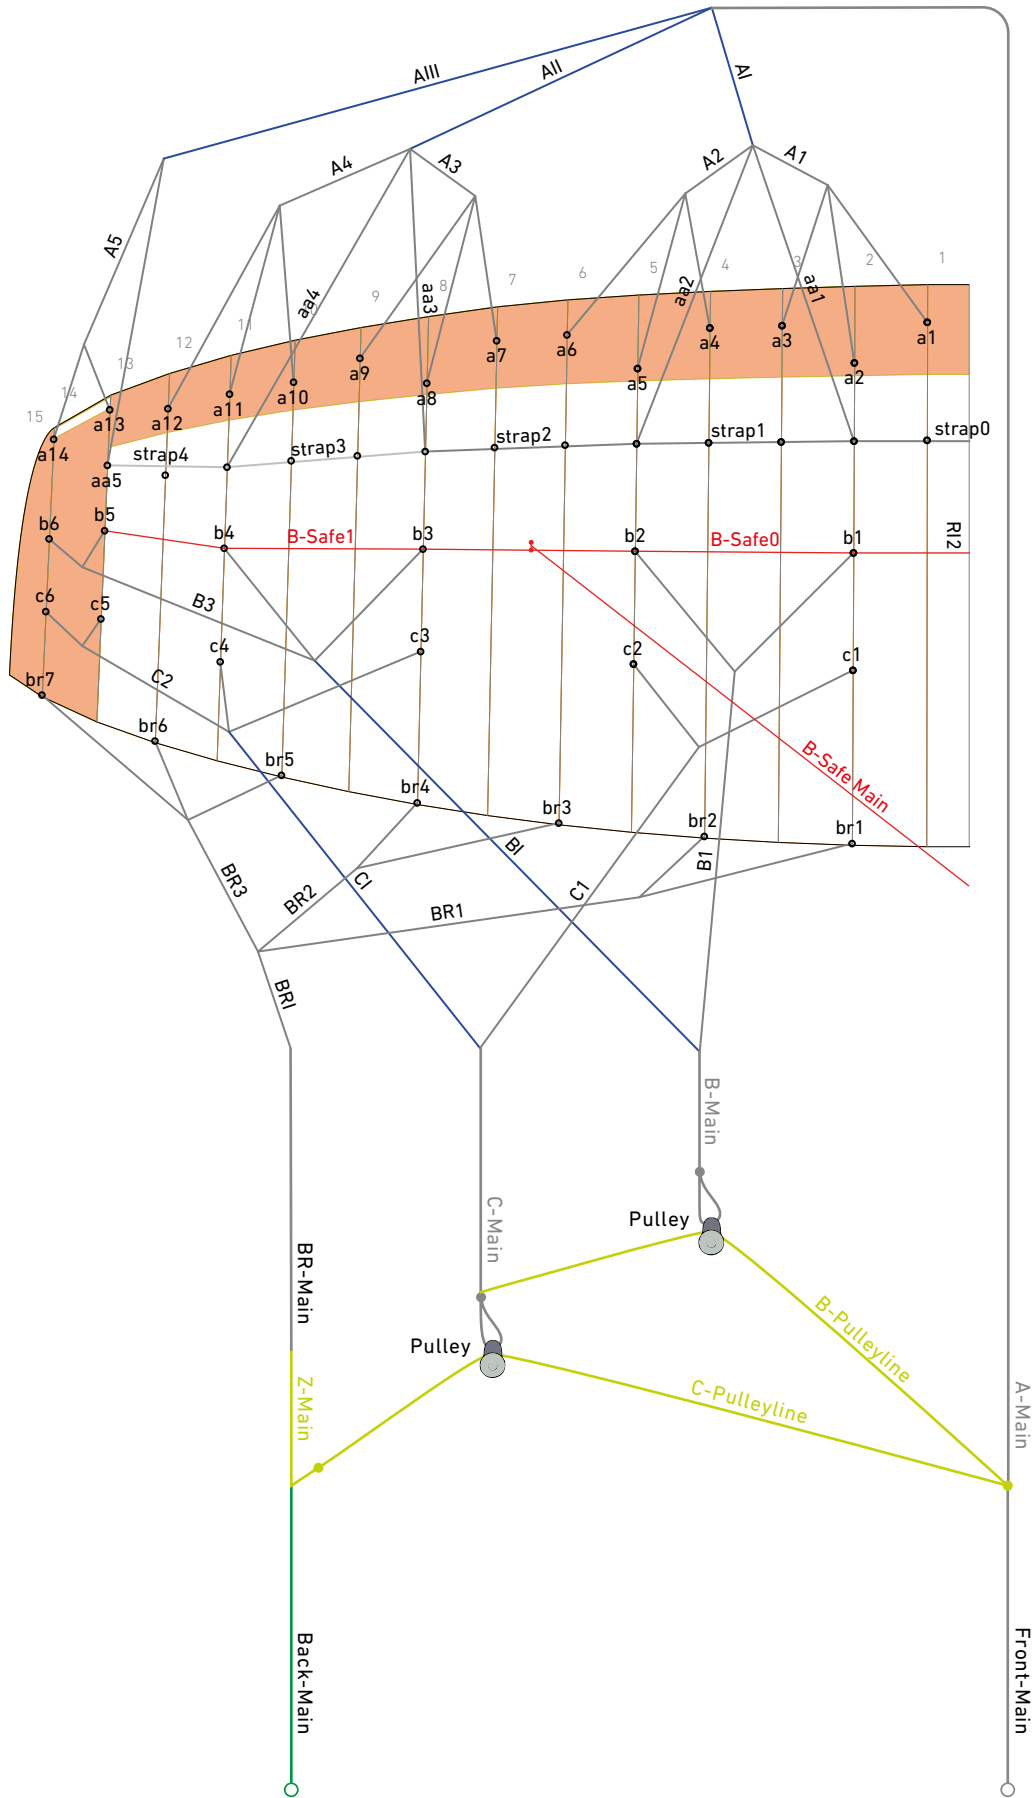 AIII
AII
AI
A4
A3
A2
A1
A5
aa4
aa3
aa2
aa1
15
14
13
12
11
9
8
7
6
5
4
3
2
1
a14
a13
a12
a11
a10
a9
a8
a7
a6
a5
a4
a3
a2
a1
aa5
strap4
strap3
strap2
strap1
strap0
b6
b5
b4
B-Safe1
b3
b2
B-Safe0
b1
RI2
c6
c5
B3
c4
c3
c2
c1
br7
C2
br6
br5
br4
br3
br2
br1
B-Safe Main
BR3
BR2
CI
BI
C1
B1
BR1
BRI
B-Main
C-Main
Pulley
BR-Main
Pulley
B-Pulleyline
Z-Main
C-Pulleyline
A-Main
Back-Main
Front-Main